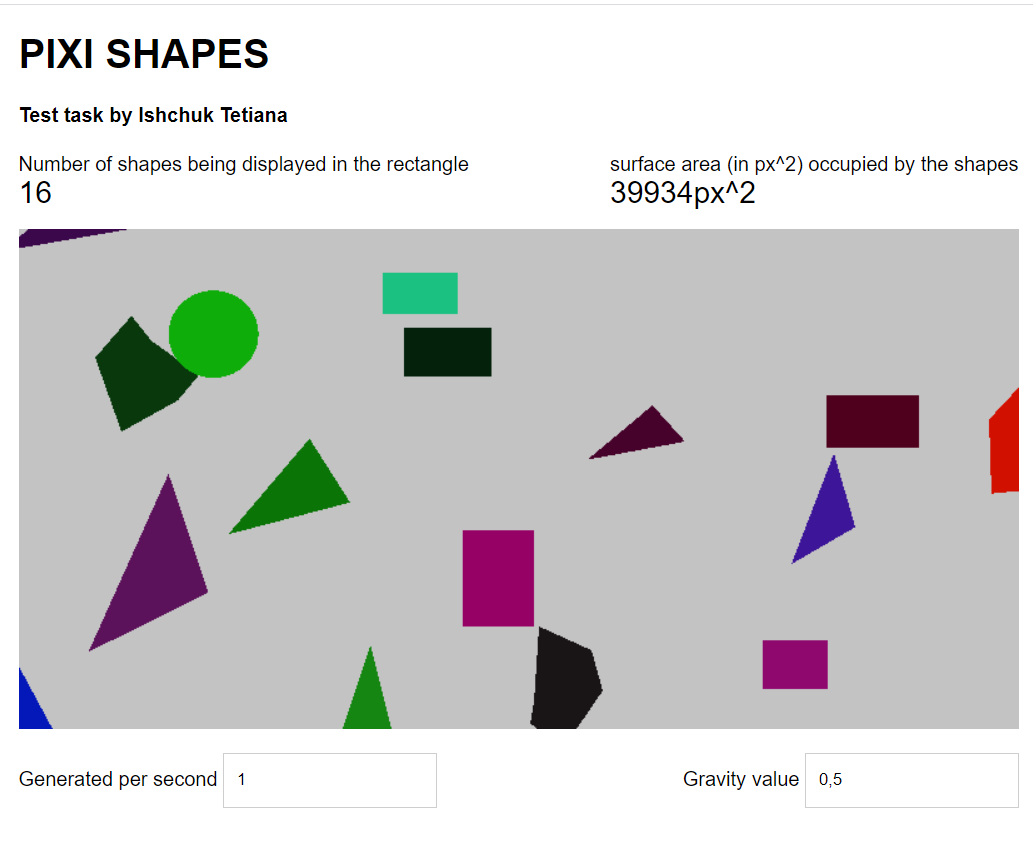 PIXI SHAPES
Test task by Ishchuk Tetiana
Number of shapes being displayed in the rectangle
16
surface area (in px^2) occupied by the shapes
39934px^2
Generated per second 1
Gravity value 0,5